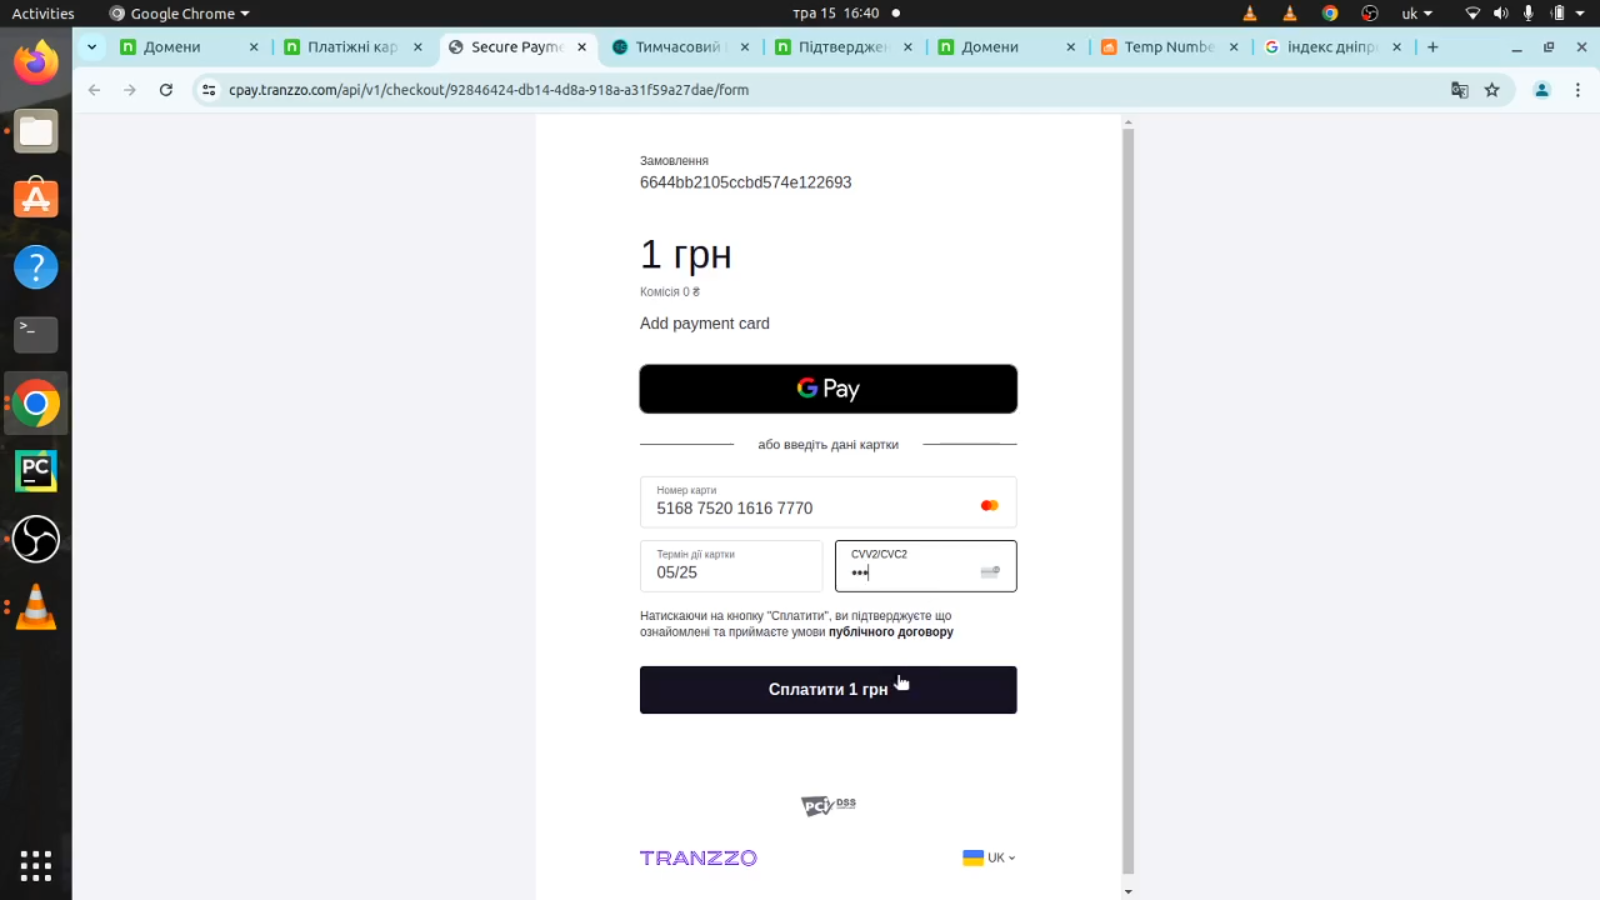 Activities
Google Chrome
тра 15 16:40
uk
Домени
Платіжні кар
Secure Payme
Тимчасовий
Підтверджен
Домени
Temp Numbe
індекс дніпр
cpay.tranzzo.com/api/v1/checkout/92846424-db14-4d8a-918a-a31f59a27dae/form
Замовлення
6644bb2105ccbd574e122693
1 грн
Комісія 0 ₴
Add payment card
G Pay
або введіть дані картки
Номер карти
5168 7520 1616 7770
Термін дії картки
05/25
CVV2/CVC2
•••
Натискаючи на кнопку "Сплатити", ви підтверджуєте що
ознайомлені та приймаєте умови публічного договору
Сплатити 1 грн
PCI DSS
TRANZZO
UK